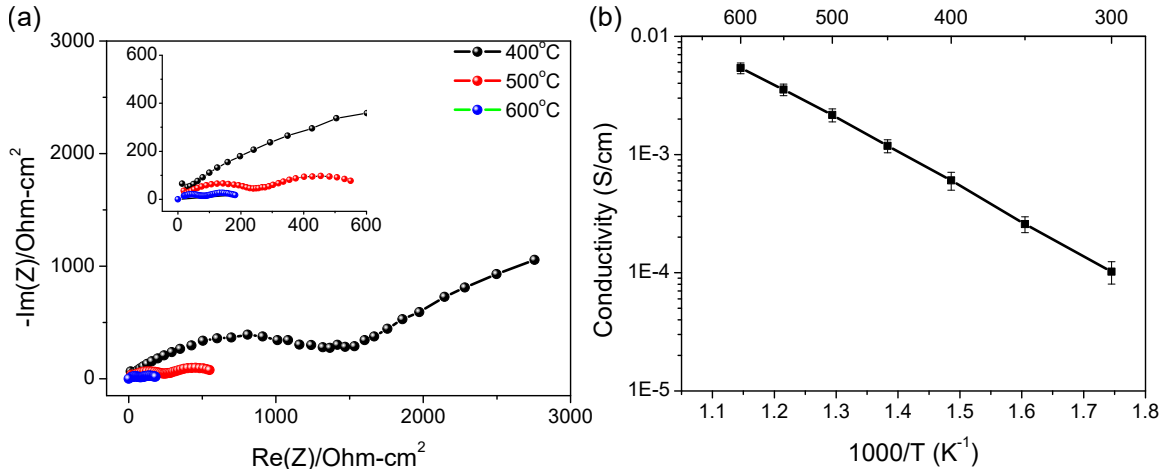 (a)
3000
2000
1000
0
-Im(Z)/Ohm-cm²
0 1000 2000 3000
Re(Z)/Ohm-cm²
600
400
200
0
0 200 400 600
400°C
500°C
600°C
(b)
600 500 400 300
0.01
1E-3
1E-4
1E-5
Conductivity (S/cm)
1.1 1.2 1.3 1.4 1.5 1.6 1.7 1.8
1000/T (K⁻¹)